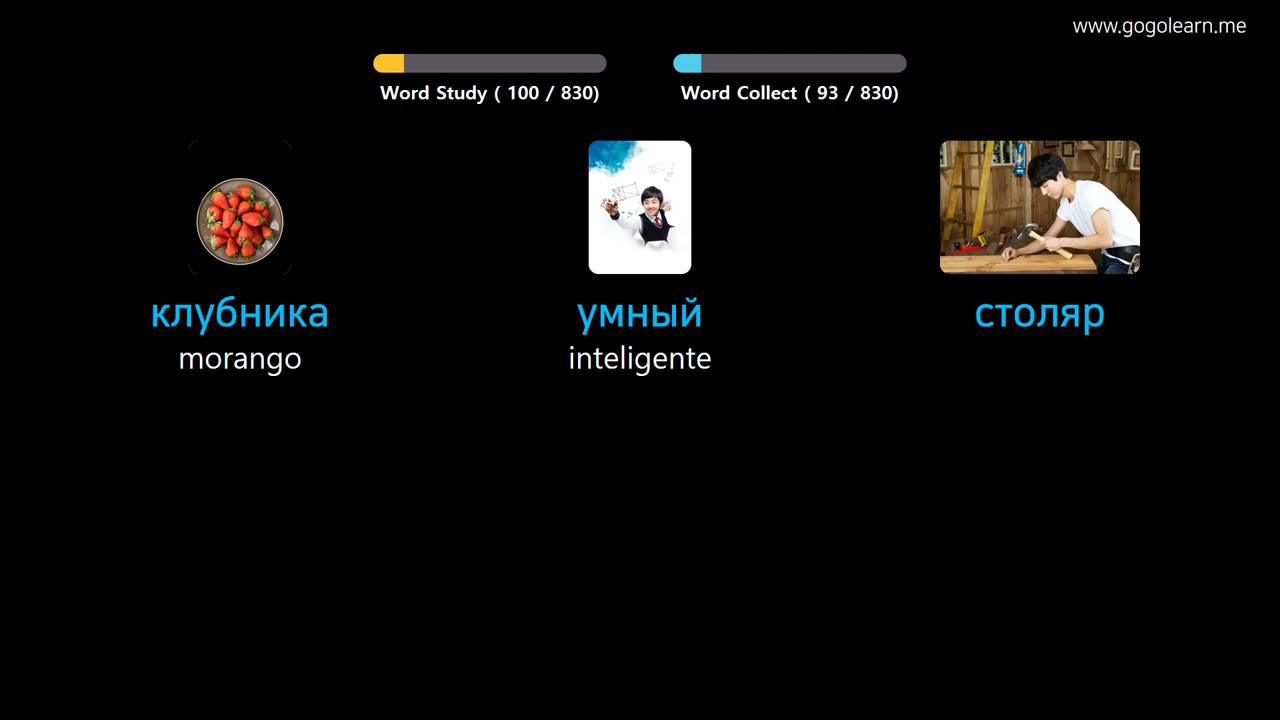 www.gogolearn.me
Word Study ( 100 / 830)
Word Collect ( 93 / 830)
клубника
morango
умный
inteligente
столяр